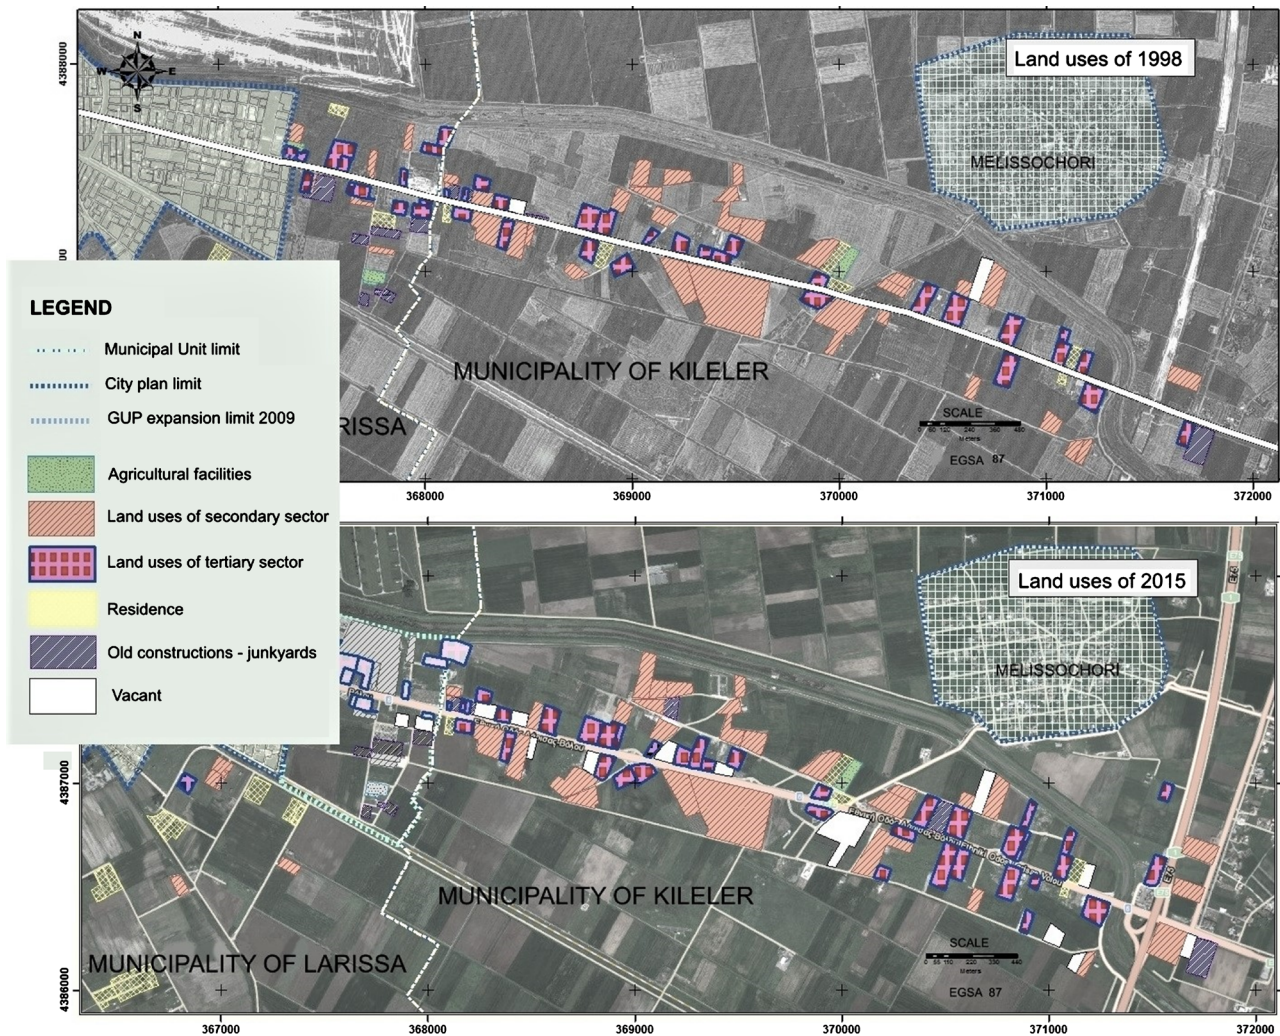 Land uses of 1998
N
W
E
S
MELISSOCHORI
4388000
00
MUNICIPALITY OF KILELER
RISSA
SCALE
Meters
EGSA 87
368000
369000
370000
371000
372000
LEGEND
Municipal Unit limit
City plan limit
GUP expansion limit 2009
Agricultural facilities
Land uses of secondary sector
Land uses of tertiary sector
Residence
Old constructions - junkyards
Vacant
Land uses of 2015
MELISSOCHORI
E75
E75
4387000
4386000
MUNICIPALITY OF KILELER
MUNICIPALITY OF LARISSA
SCALE
Meters
EGSA 87
367000
368000
369000
370000
371000